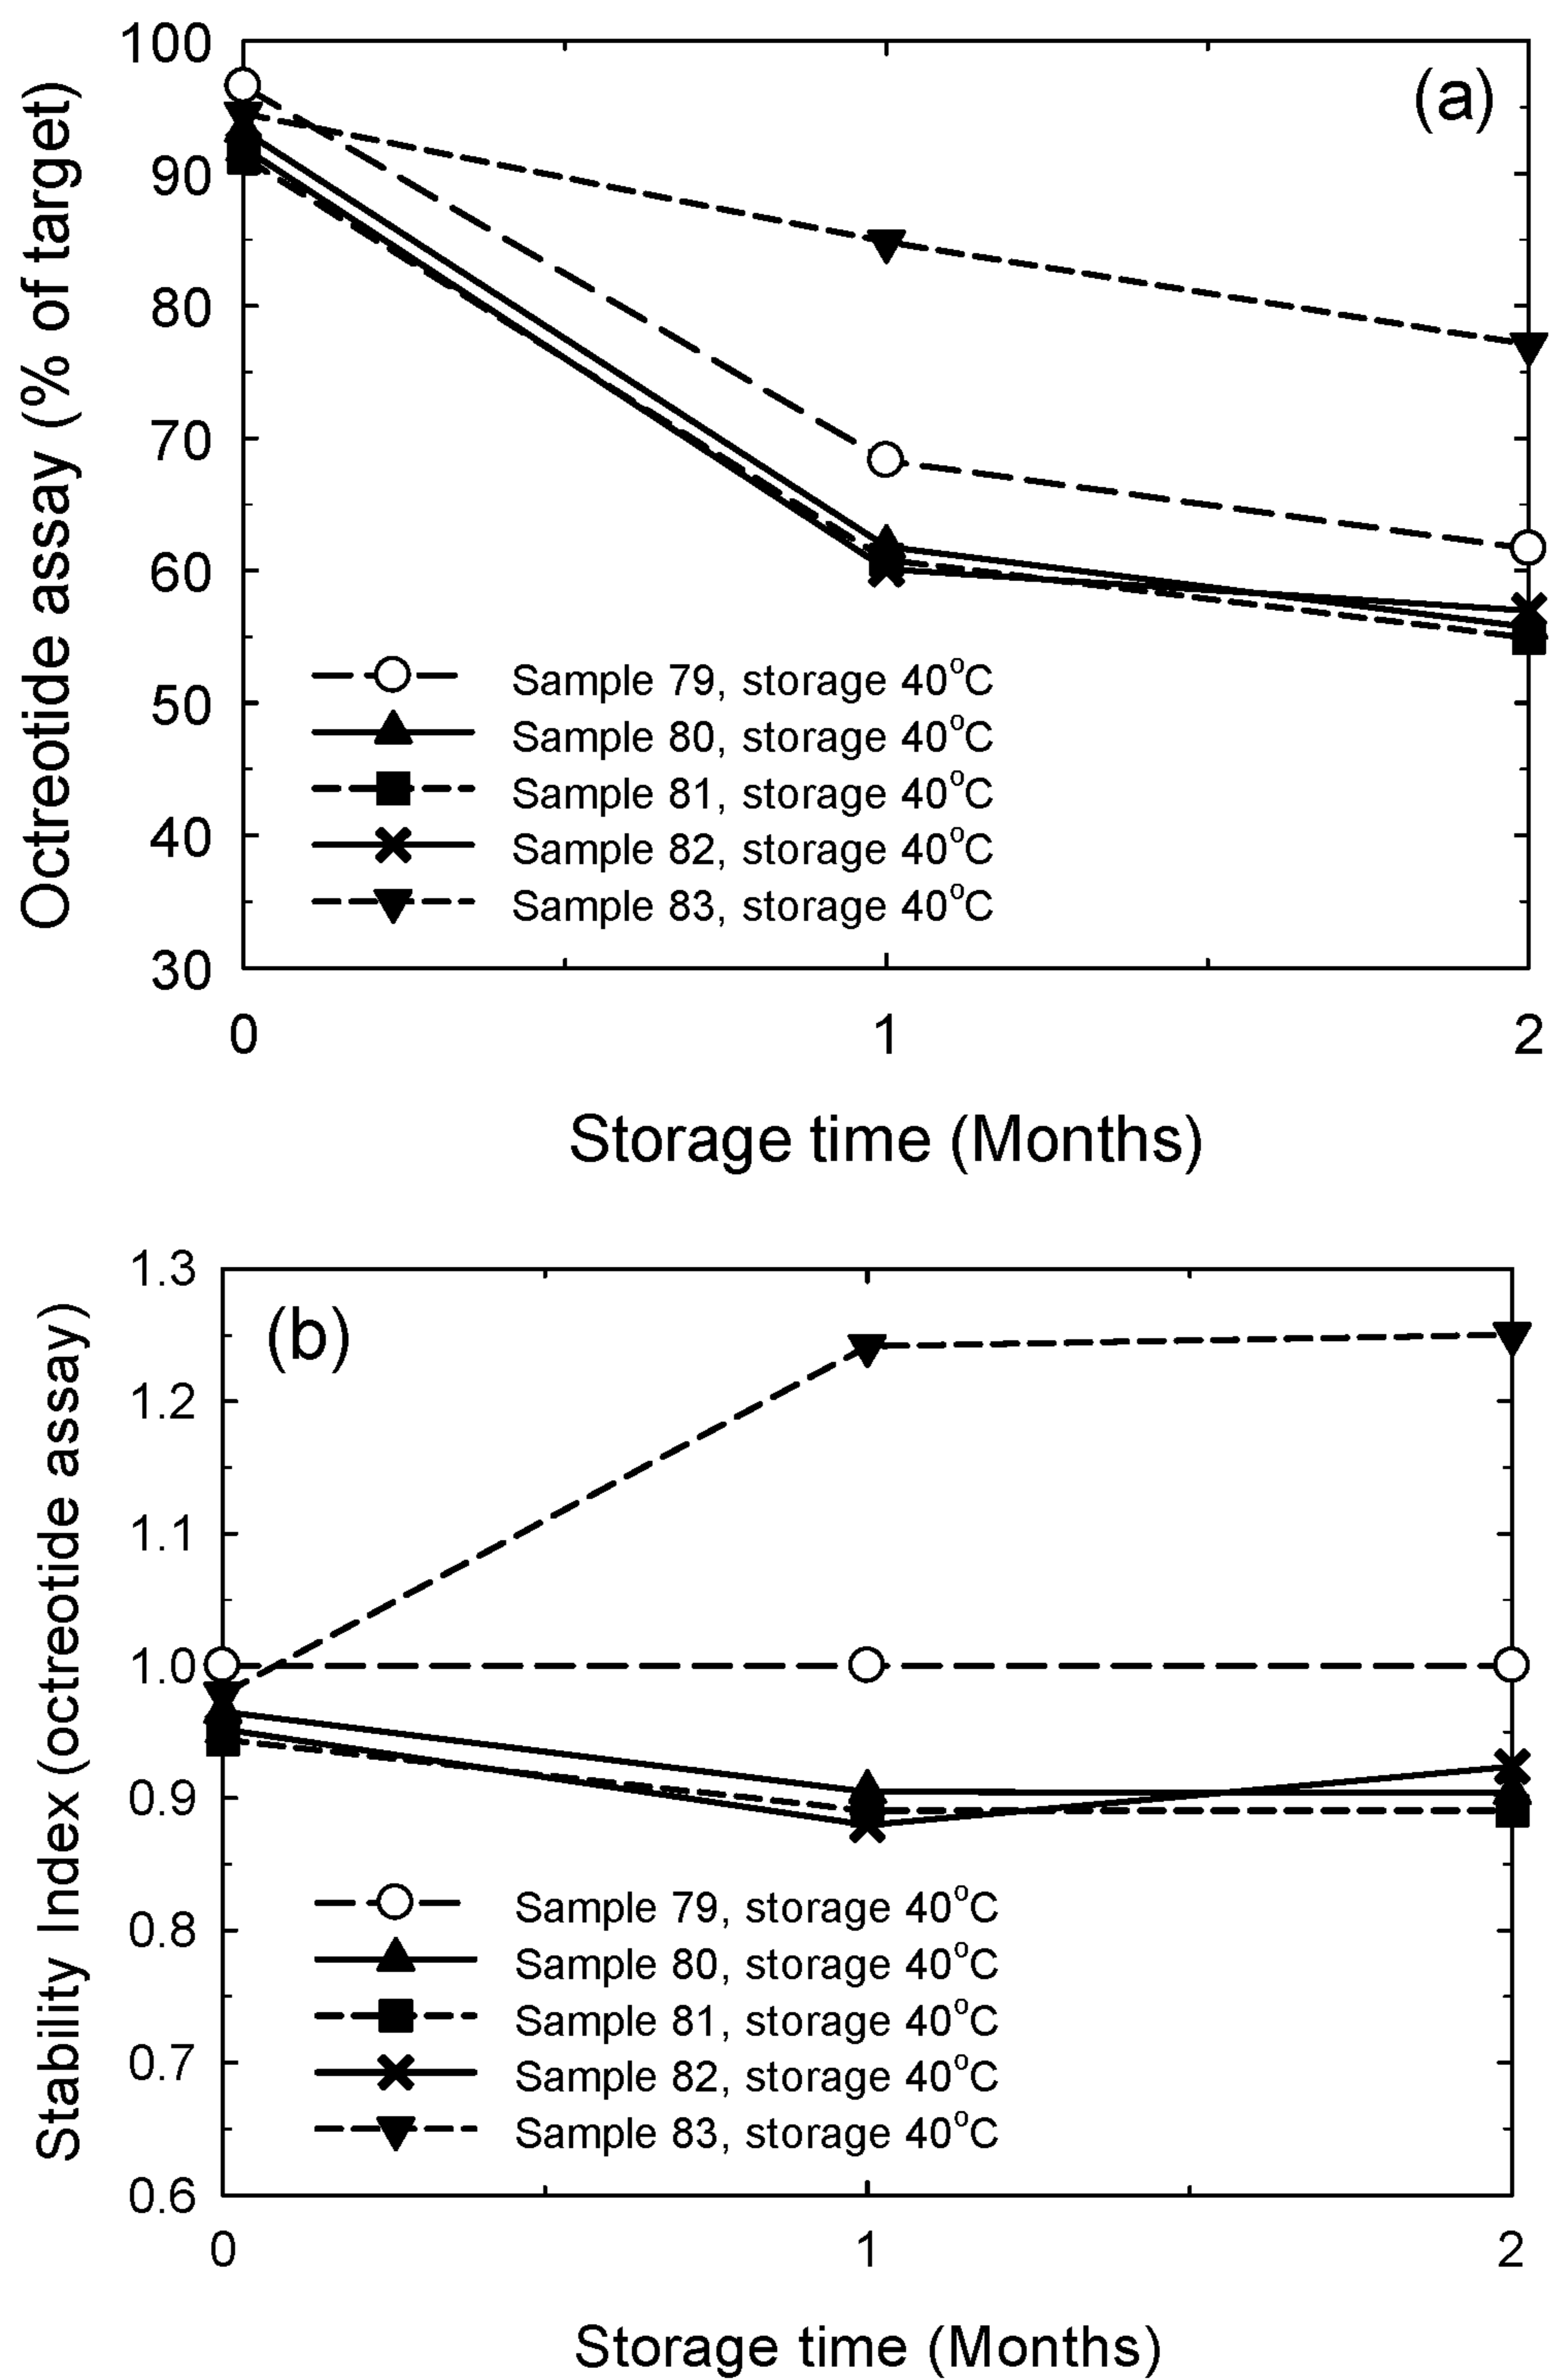 (a)
Octreotide assay (% of target)
100
90
80
70
60
50
40
30
Sample 79, storage 40°C
Sample 80, storage 40°C
Sample 81, storage 40°C
Sample 82, storage 40°C
Sample 83, storage 40°C
0 1 2
Storage time (Months)
(b)
Stability Index (octreotide assay)
1.3
1.2
1.1
1.0
0.9
0.8
0.7
0.6
Sample 79, storage 40°C
Sample 80, storage 40°C
Sample 81, storage 40°C
Sample 82, storage 40°C
Sample 83, storage 40°C
0 1 2
Storage time (Months)